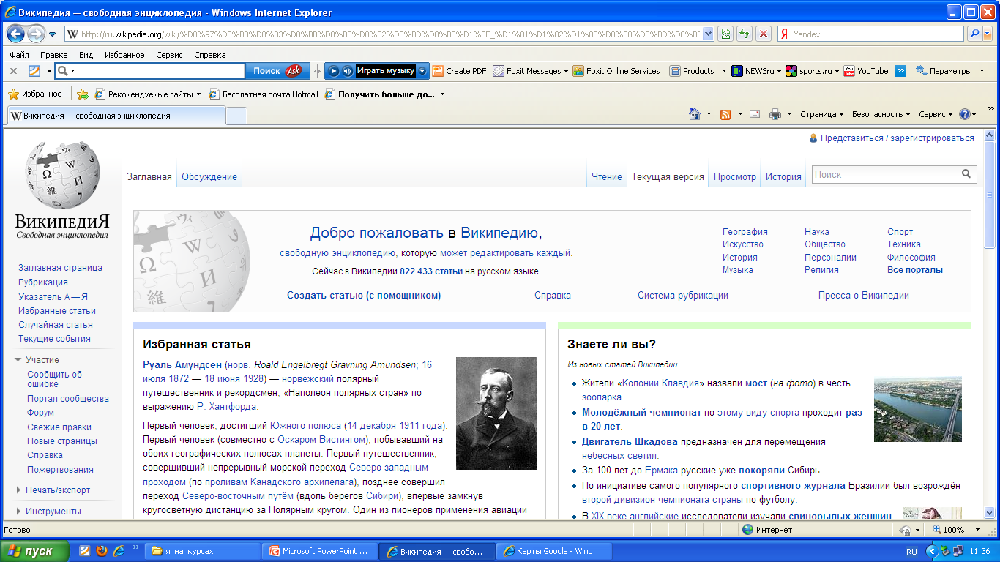 Википедия — свободная энциклопедия - Windows Internet Explorer
W http://ru.wikipedia.org/wiki/%D0%97%D0%B0%D0%B3%D0%BB%D0%B0%D0%B2%D0%BD%D0%B0%D1%8F_%D1%81%D1%82%D1%80%D0%B0%D0%BD%D0%B8 Я Yandex
Файл Правка Вид Избранное Сервис Справка
Поиск Ask Играть музыку Create PDF Foxit Messages Foxit Online Services Products NEWSru sports.ru YouTube Параметры
Избранное Рекомендуемые сайты Бесплатная почта Hotmail Получить больше до...
W Википедия — свободная энциклопедия Страница Безопасность Сервис
Представиться / зарегистрироваться
Заглавная Обсуждение Чтение Текущая версия Просмотр История Поиск
ВикипедиЯ
Свободная энциклопедия
Заглавная страница
Рубрикация
Указатель А — Я
Избранные статьи
Случайная статья
Текущие события
Участие
Сообщить об
ошибке
Портал сообщества
Форум
Свежие правки
Новые страницы
Справка
Пожертвования
Печать/экспорт
Инструменты
Добро пожаловать в Википедию,
свободную энциклопедию, которую может редактировать каждый.
Сейчас в Википедии 822 433 статьи на русском языке.
География Наука Спорт
Искусство Общество Техника
История Персоналии Философия
Музыка Религия Все порталы
Создать статью (с помощником) Справка Система рубрикации Пресса о Википедии
Избранная статья
Руаль Амундсен (норв. Roald Engelbregt Gravning Amundsen; 16
июля 1872 — 18 июня 1928) — норвежский полярный
путешественник и рекордсмен, «Наполеон полярных стран» по
выражению Р. Хантфорда.
Первый человек, достигший Южного полюса (14 декабря 1911 года).
Первый человек (совместно с Оскаром Вистингом), побывавший на
обоих географических полюсах планеты. Первый путешественник,
совершивший непрерывный морской переход Северо-западным
проходом (по проливам Канадского архипелага), позднее совершил
переход Северо-восточным путём (вдоль берегов Сибири), впервые замкнув
кругосветную дистанцию за Полярным кругом. Один из пионеров применения авиации
Знаете ли вы?
Из новых статей Википедии
Жители «Колонии Клавдия» назвали мост (на фото) в честь
зоопарка.
Молодёжный чемпионат по этому виду спорта проходит раз
в 20 лет.
Двигатель Шкадова предназначен для перемещения
небесных светил.
За 100 лет до Ермака русские уже покоряли Сибирь.
По инициативе самого популярного спортивного журнала Бразилии был возрождён
второй дивизион чемпионата страны по футболу.
В XIX веке английские исследователи изучали свинорылых женщин
Готово Интернет 100%
пуск я_на_курсах Microsoft PowerPoint ... Википедия — свобо... Карты Google - Wind... RU 11:36